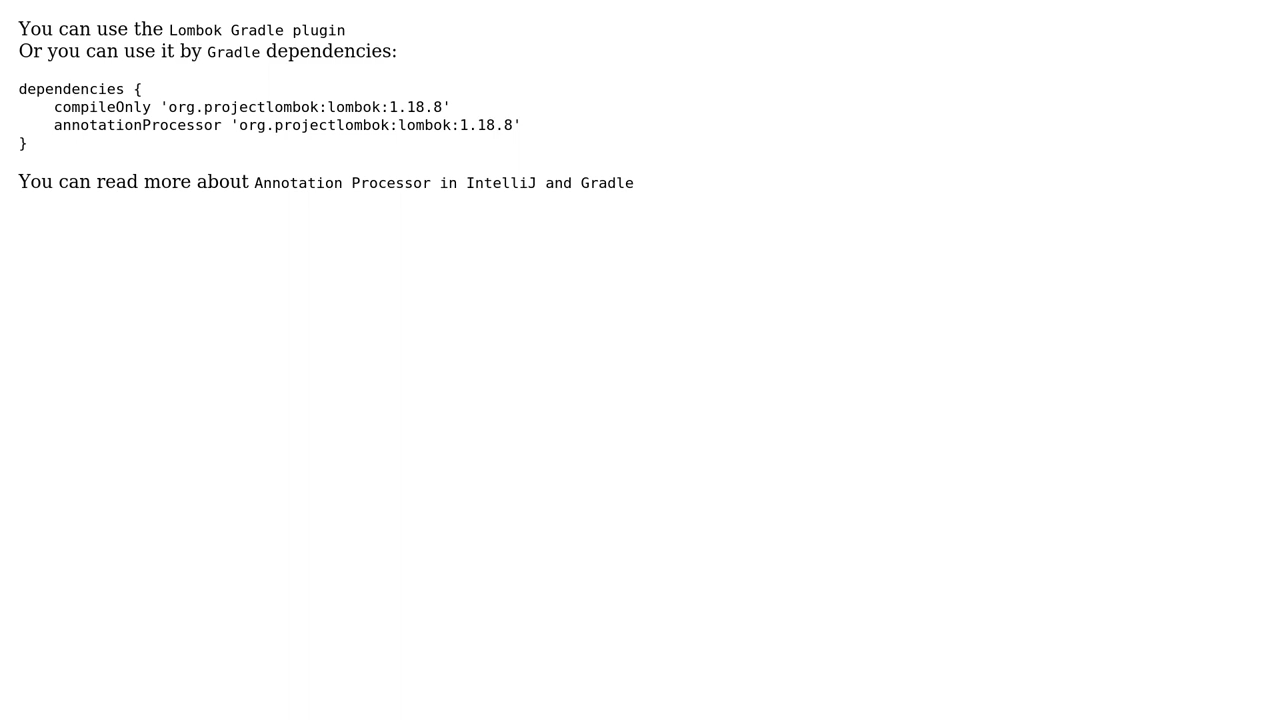 You can use the Lombok Gradle plugin
Or you can use it by Gradle dependencies:
dependencies {
    compileOnly 'org.projectlombok:lombok:1.18.8'
    annotationProcessor 'org.projectlombok:lombok:1.18.8'
}
You can read more about Annotation Processor in IntelliJ and Gradle